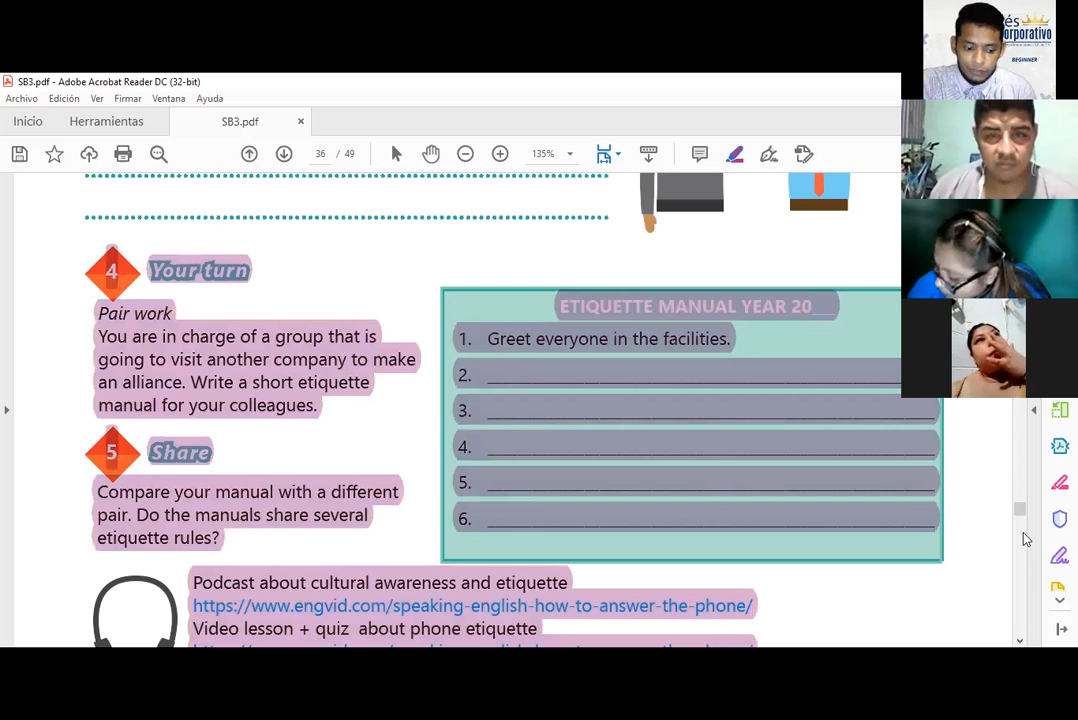 és
orporativo
BEGINNER
SB3.pdf - Adobe Acrobat Reader DC (32-bit)
Archivo Edición Ver Firmar Ventana Ayuda
Inicio Herramientas SB3.pdf ×
36 / 49 135%
4 Your turn
Pair work
You are in charge of a group that is
going to visit another company to make
an alliance. Write a short etiquette
manual for your colleagues.
5 Share
Compare your manual with a different
pair. Do the manuals share several
etiquette rules?
ETIQUETTE MANUAL YEAR 20___
1. Greet everyone in the facilities.
2.
3.
4.
5.
6.
Podcast about cultural awareness and etiquette
https://www.engvid.com/speaking-english-how-to-answer-the-phone/
Video lesson + quiz about phone etiquette